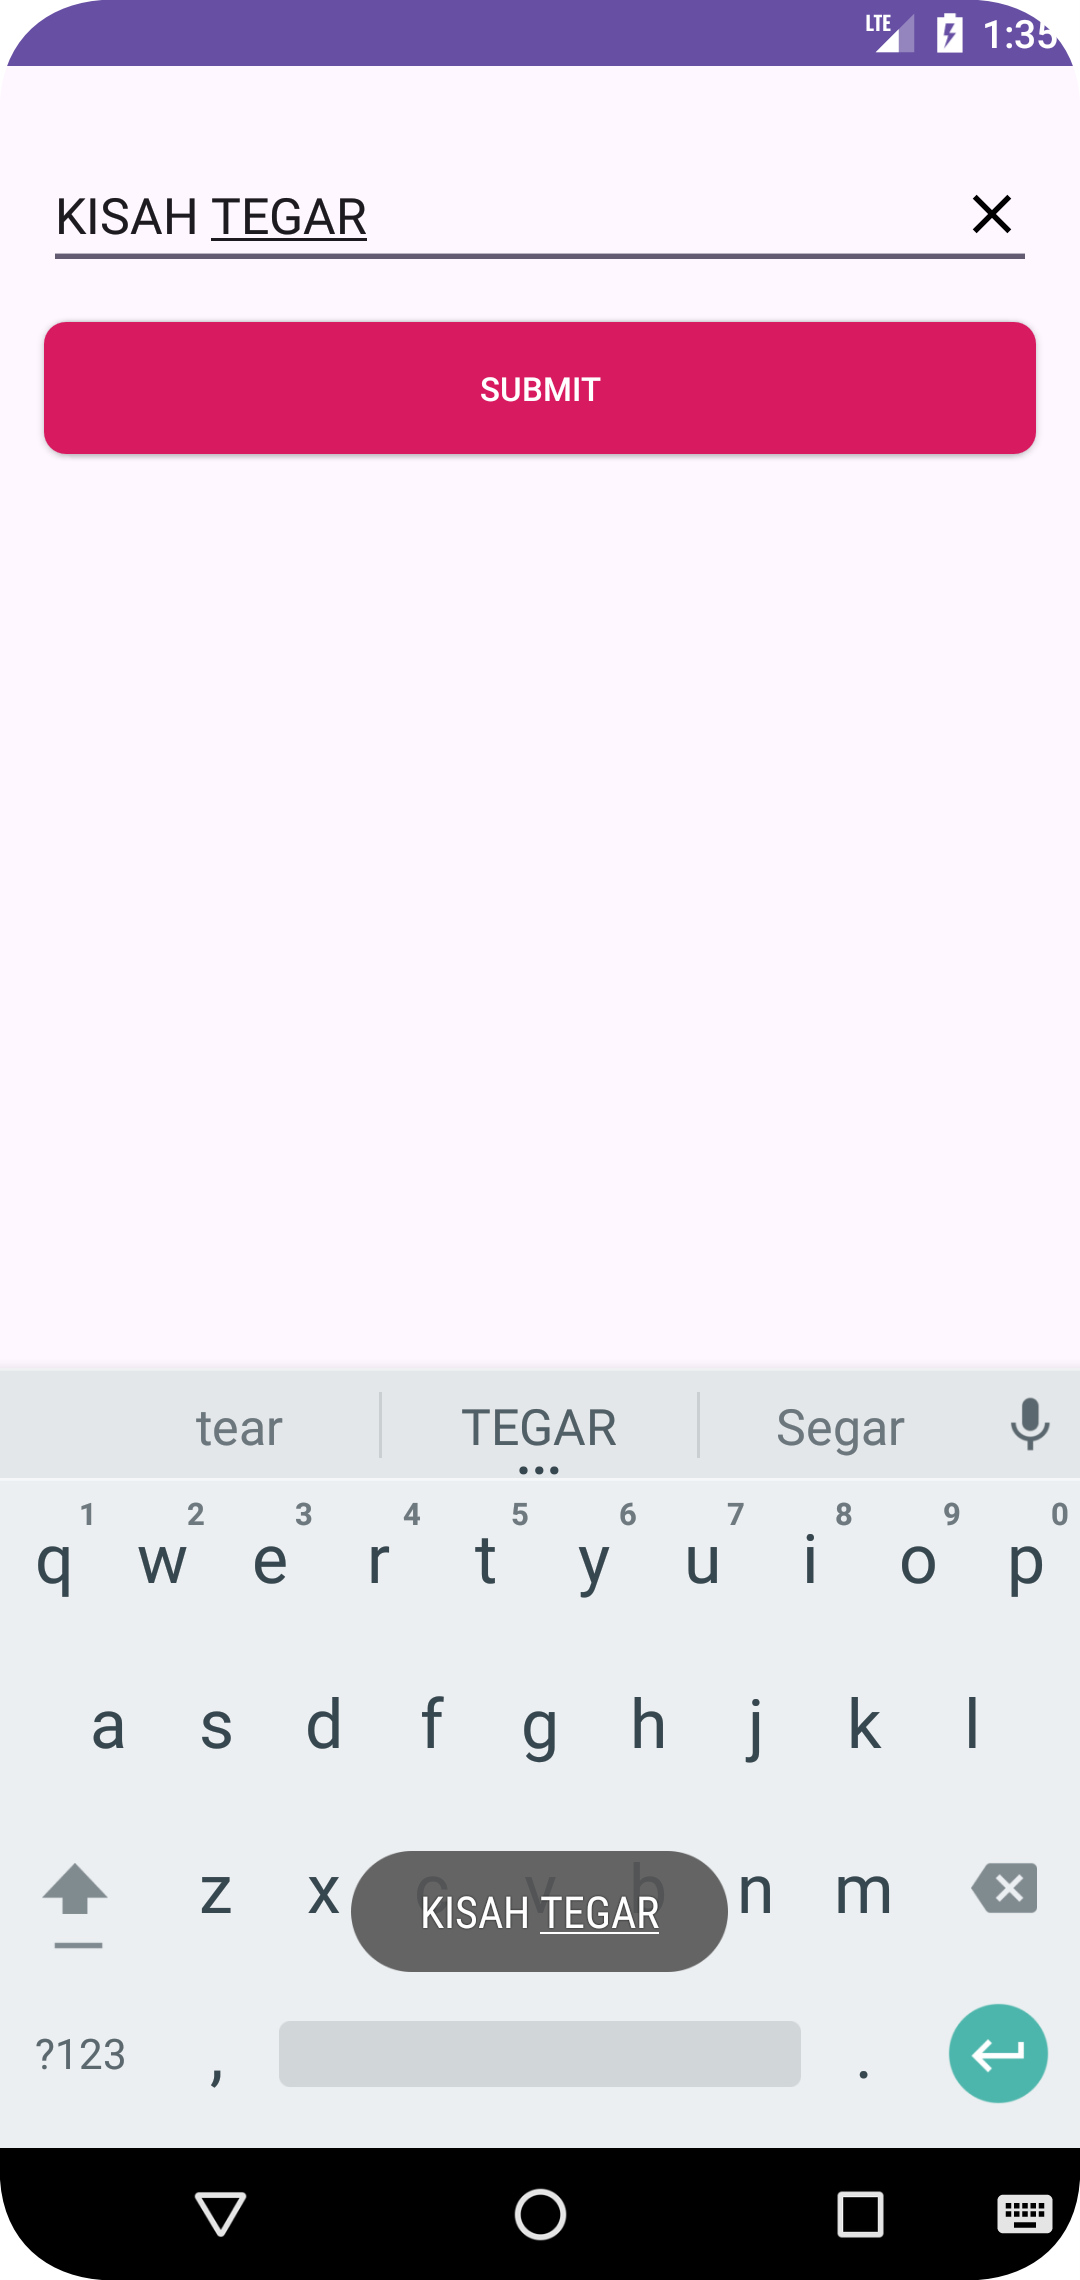 LTE 1:35
KISAH TEGAR
SUBMIT
tear TEGAR Segar
1 2 3 4 5 6 7 8 9 0
q w e r t y u i o p
a s d f g h j k l
z x c v b n m
KISAH TEGAR
?123 , .